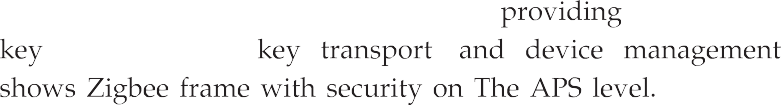 providing
key key transport and device management
shows Zigbee frame with security on The APS level.